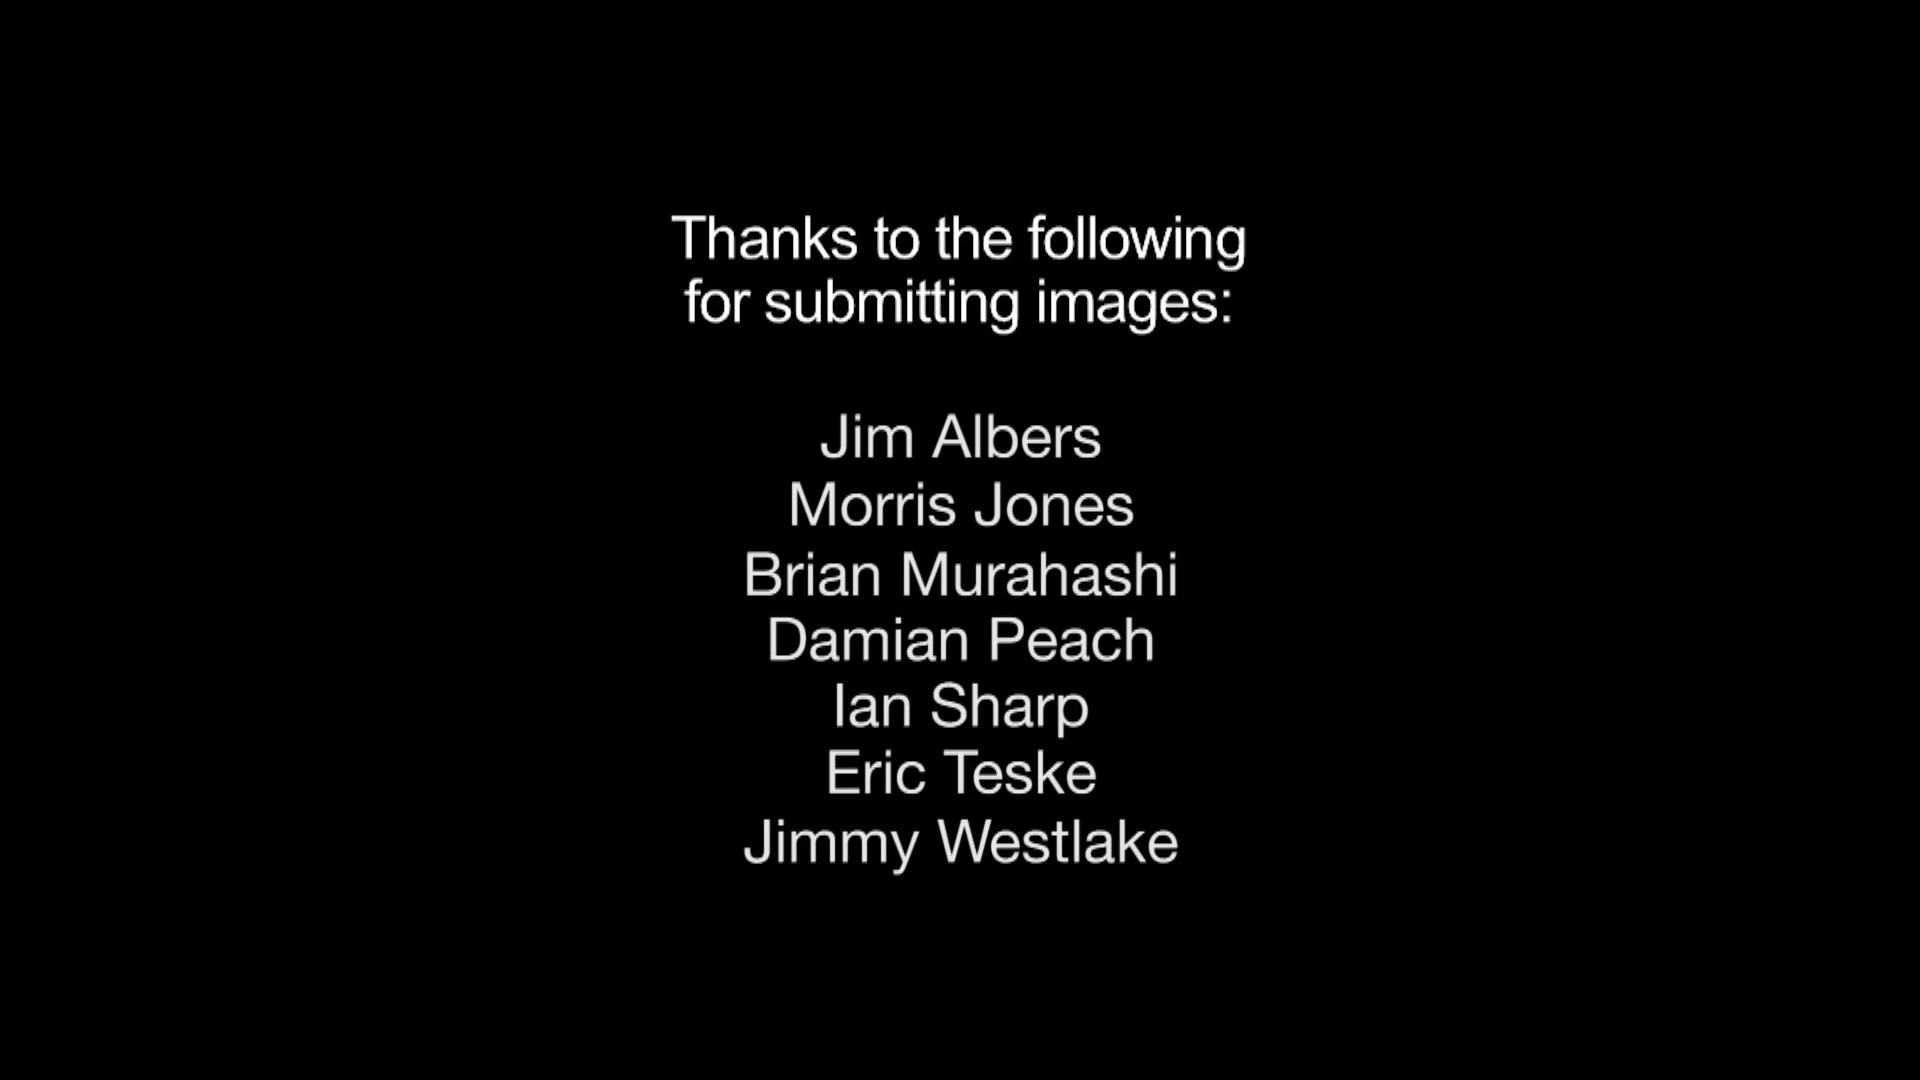 Thanks to the following
for submitting images:
Jim Albers
Morris Jones
Brian Murahashi
Damian Peach
Ian Sharp
Eric Teske
Jimmy Westlake